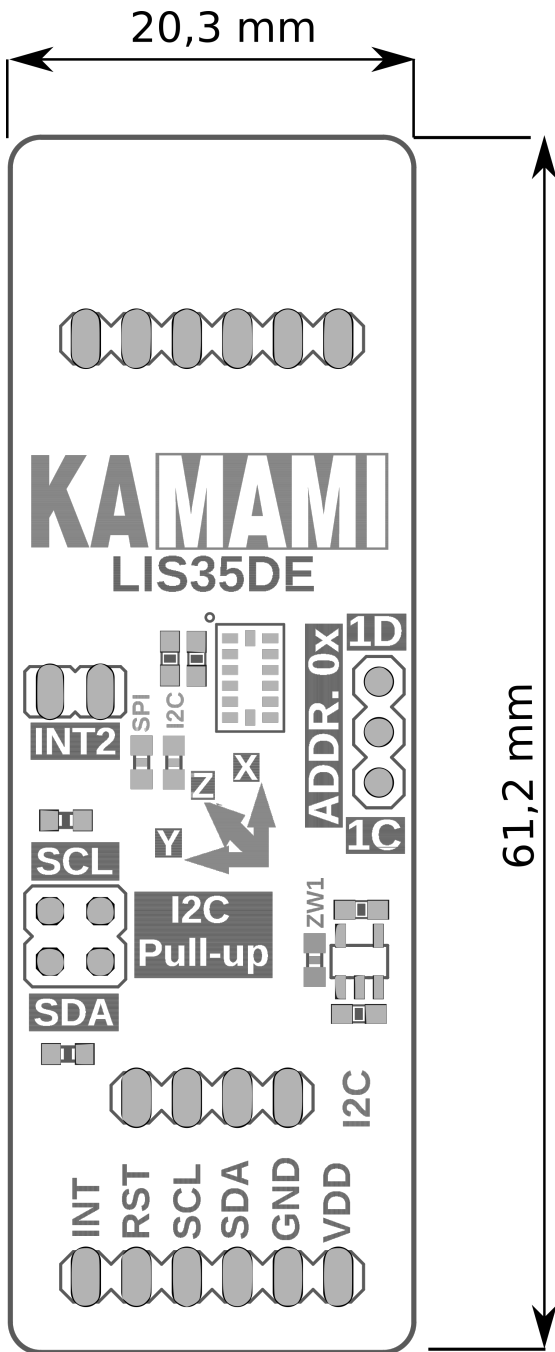 20,3 mm
KAMAMI
LIS35DE
1D
ADDR. 0x
SPI
I2C
INT2
X
Z
Y
1C
61,2 mm
SCL
I2C
Pull-up
ZW1
SDA
I2C
INT
RST
SCL
SDA
GND
VDD